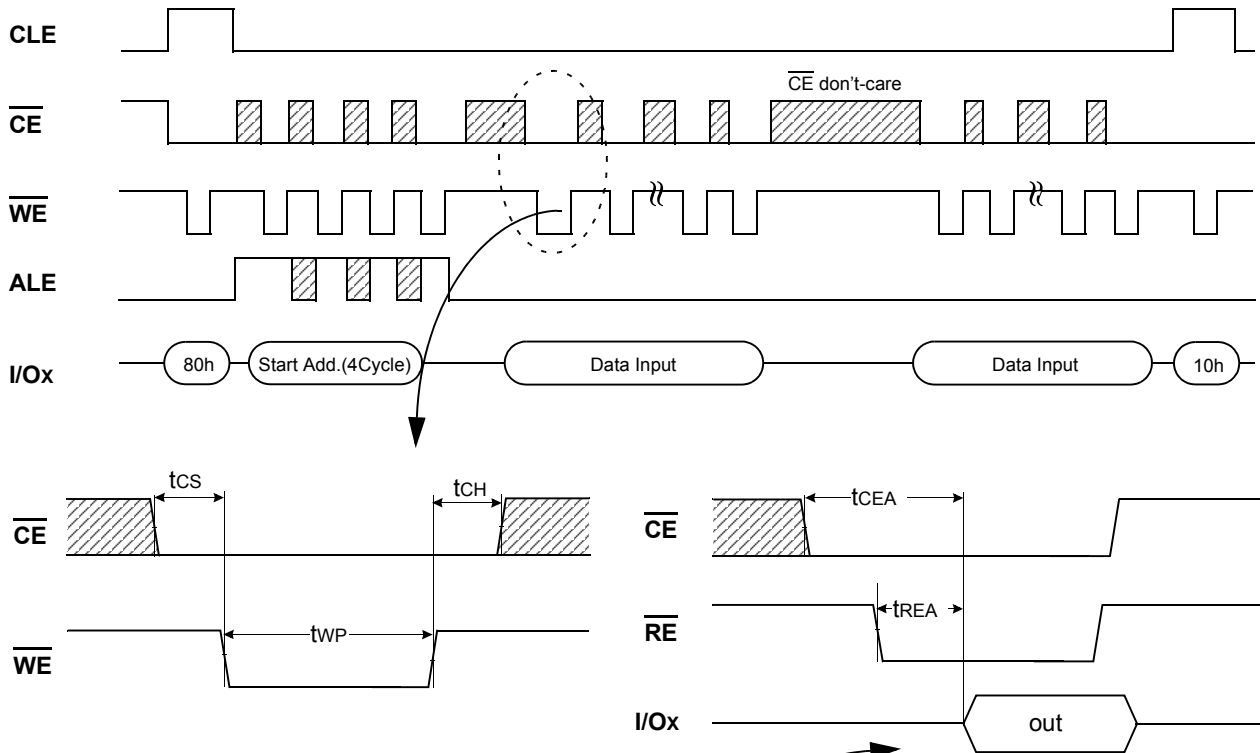 CLE
CE don't-care
CE
WE
ALE
I/Ox 80h Start Add.(4Cycle) Data Input Data Input 10h
tCS tCH tCEA
CE CE
tWP tREA
WE RE
I/Ox out